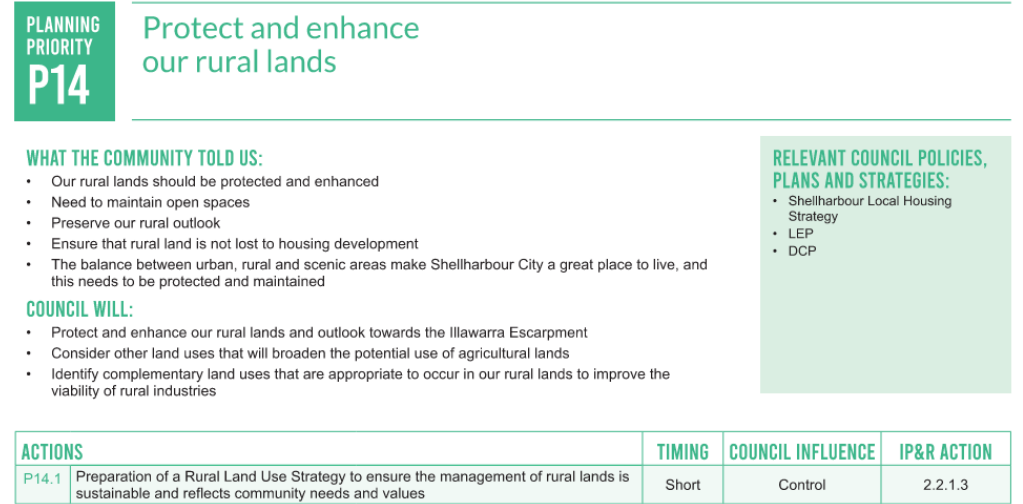 PLANNING
PRIORITY
P14
Protect and enhance
our rural lands
WHAT THE COMMUNITY TOLD US:
• Our rural lands should be protected and enhanced
• Need to maintain open spaces
• Preserve our rural outlook
• Ensure that rural land is not lost to housing development
• The balance between urban, rural and scenic areas make Shellharbour City a great place to live, and
this needs to be protected and maintained
COUNCIL WILL:
• Protect and enhance our rural lands and outlook towards the Illawarra Escarpment
• Consider other land uses that will broaden the potential use of agricultural lands
• Identify complementary land uses that are appropriate to occur in our rural lands to improve the
viability of rural industries
RELEVANT COUNCIL POLICIES,
PLANS AND STRATEGIES:
• Shellharbour Local Housing
Strategy
• LEP
• DCP
ACTIONS TIMING COUNCIL INFLUENCE IP&R ACTION
P14.1 Preparation of a Rural Land Use Strategy to ensure the management of rural lands is
sustainable and reflects community needs and values
Short Control 2.2.1.3